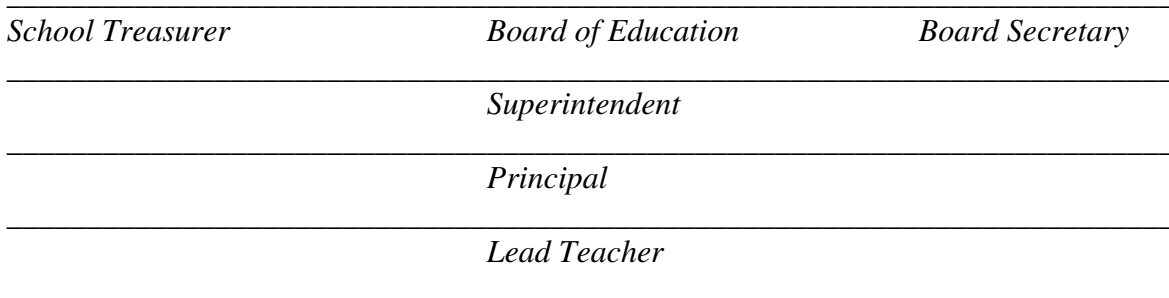 School Treasurer Board of Education Board Secretary
Superintendent
Principal
Lead Teacher